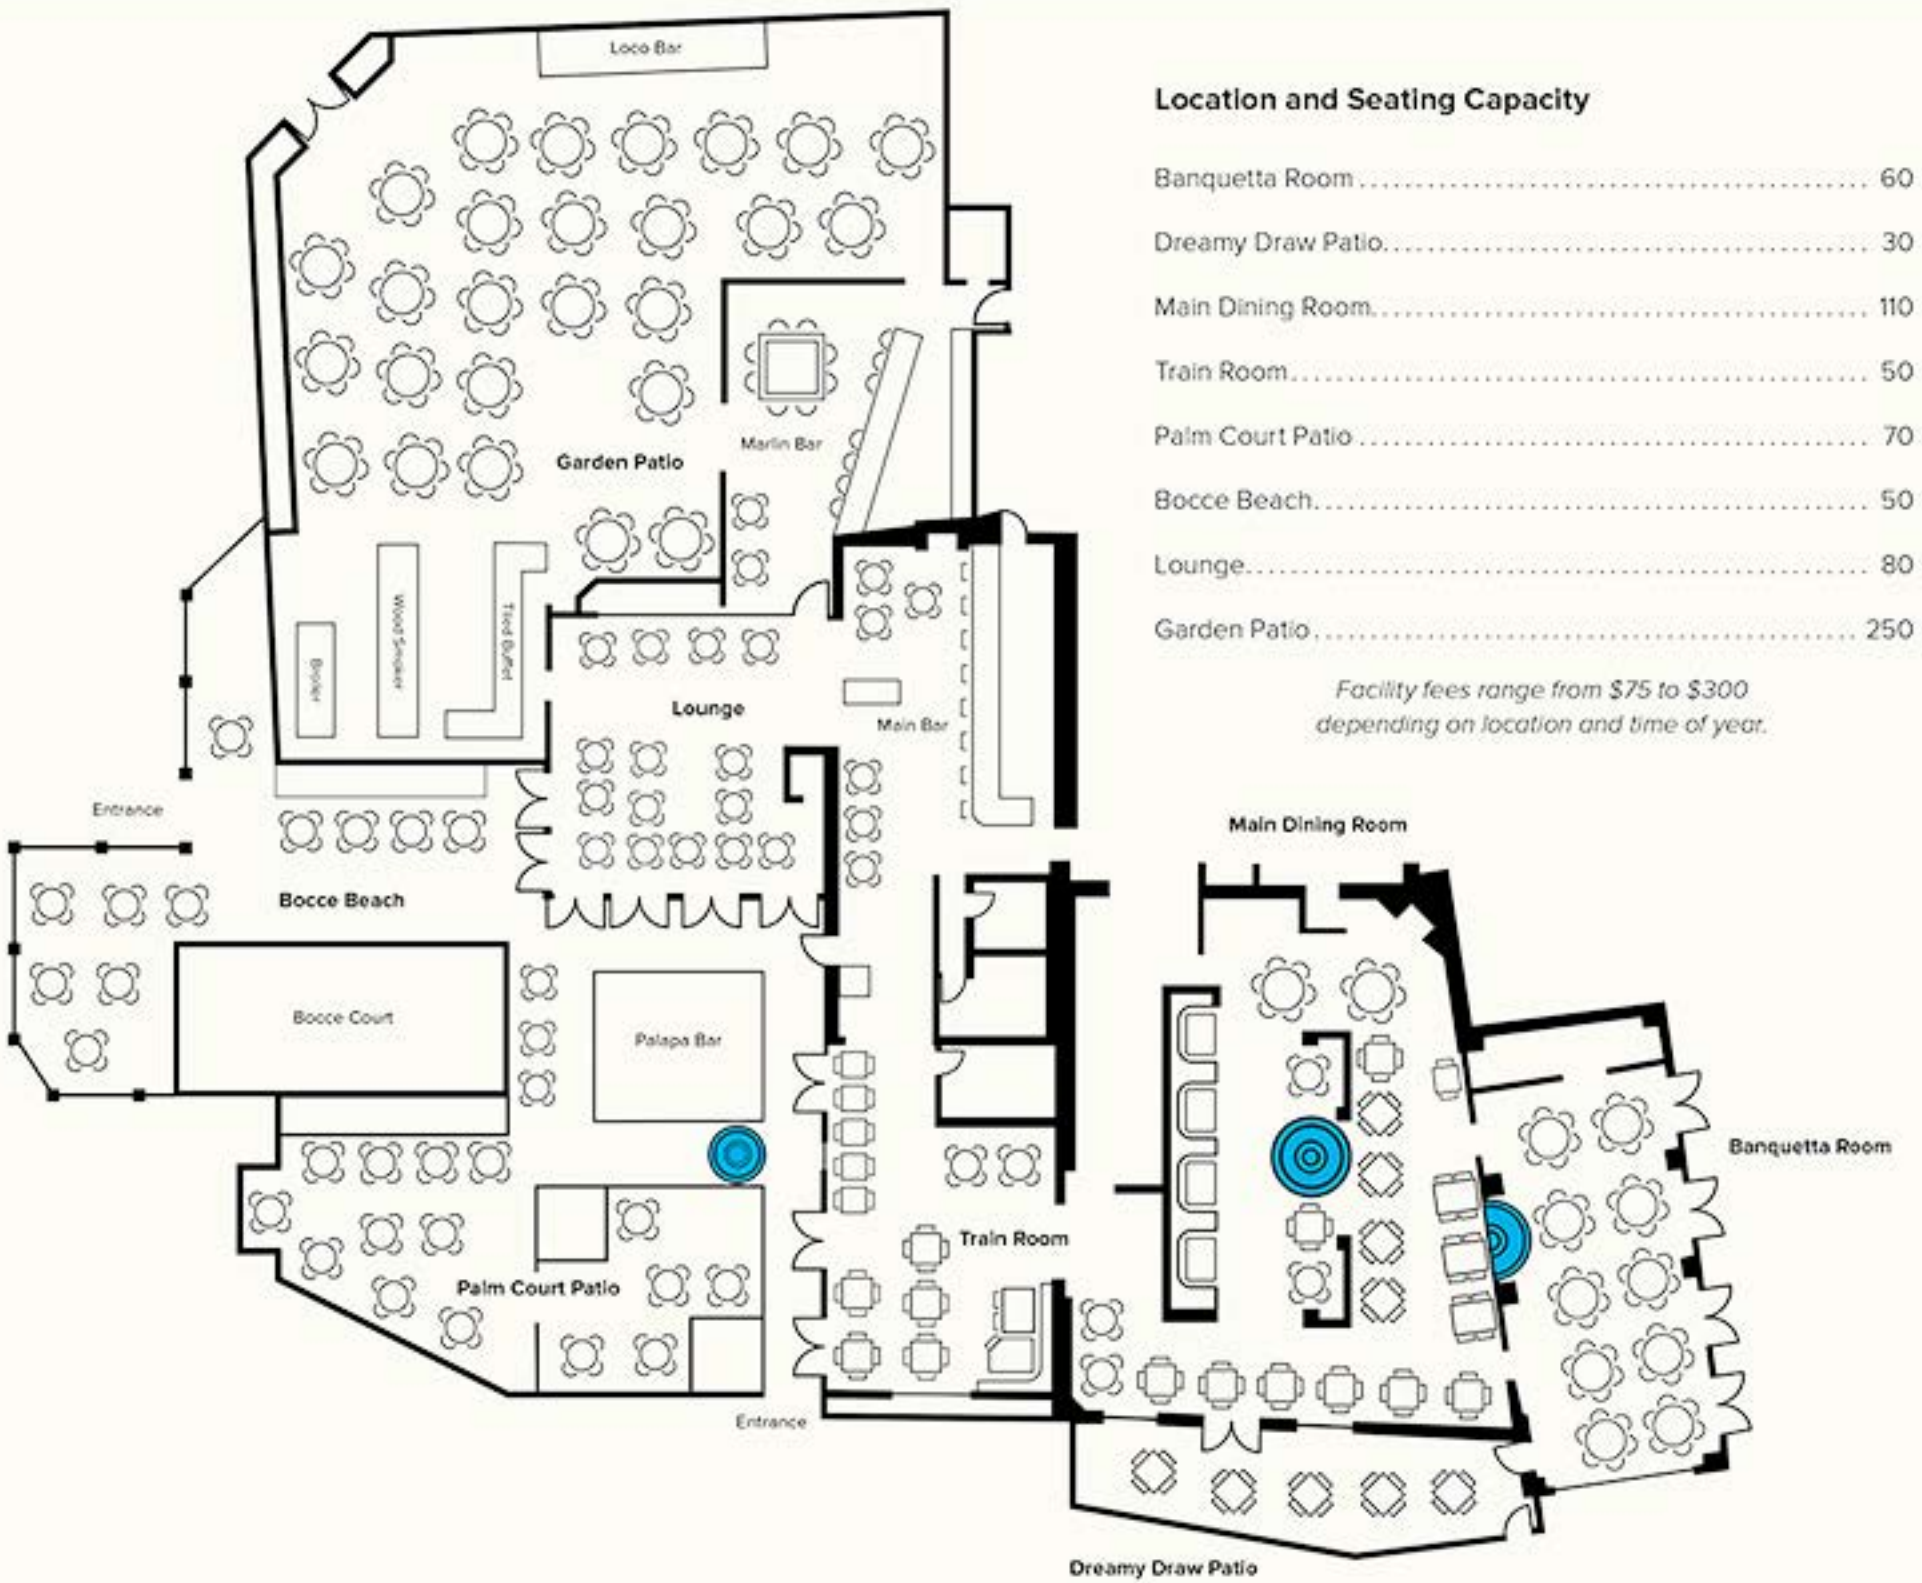 Loco Bar
Location and Seating Capacity
Banquetta Room 60
Dreamy Draw Patio 30
Main Dining Room 110
Train Room 50
Palm Court Patio 70
Bocce Beach 50
Lounge 80
Garden Patio 250
Facility fees range from $75 to $300
depending on location and time of year.
Marlin Bar
Garden Patio
Broiler
Wood Smoker
Tiled Buffet
Lounge
Main Bar
Entrance
Main Dining Room
Bocce Beach
Bocce Court
Palapa Bar
Banquetta Room
Train Room
Palm Court Patio
Entrance
Dreamy Draw Patio